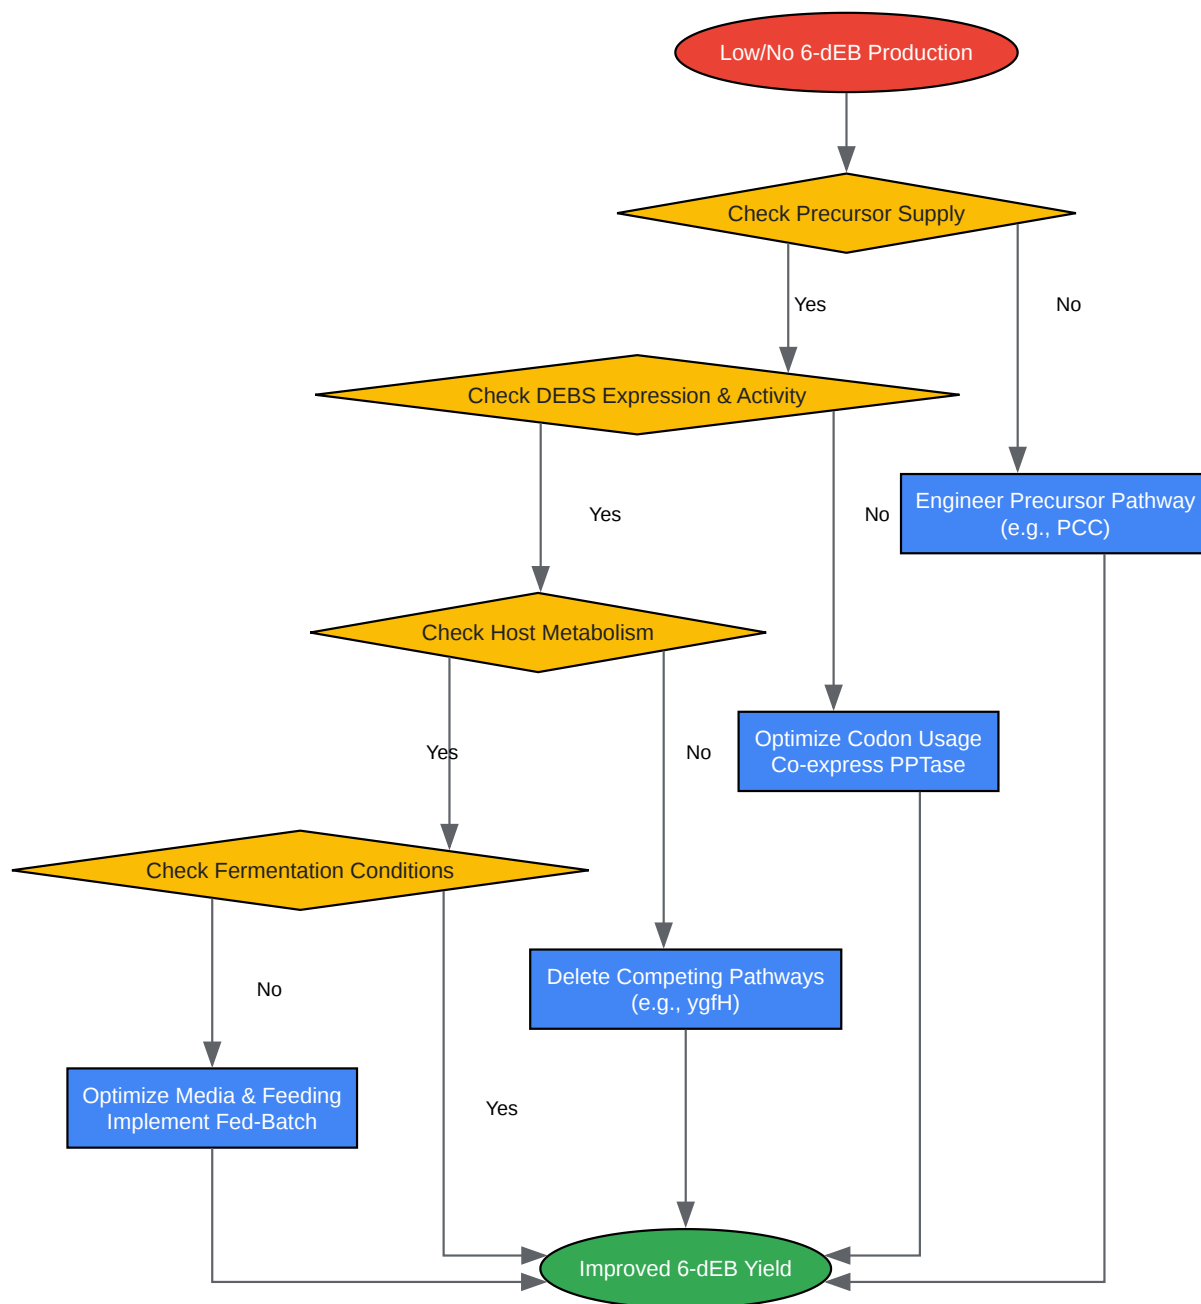 Low/No 6-dEB Production
Check Precursor Supply
Yes
No
Check DEBS Expression & Activity
Engineer Precursor Pathway
(e.g., PCC)
Yes
No
Check Host Metabolism
Optimize Codon Usage
Co-express PPTase
Yes
No
Check Fermentation Conditions
Delete Competing Pathways
(e.g., ygfH)
No
Optimize Media & Feeding
Implement Fed-Batch
Yes
Improved 6-dEB Yield